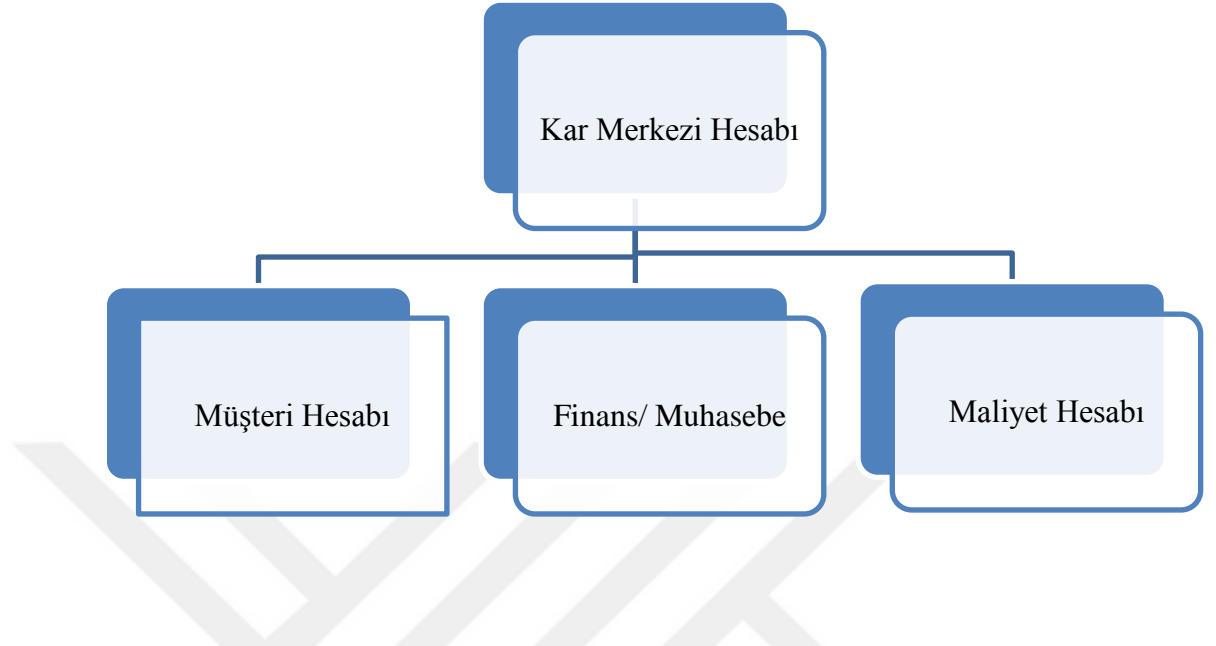 Kar Merkezi Hesabı
Müşteri Hesabı
Finans/ Muhasebe
Maliyet Hesabı